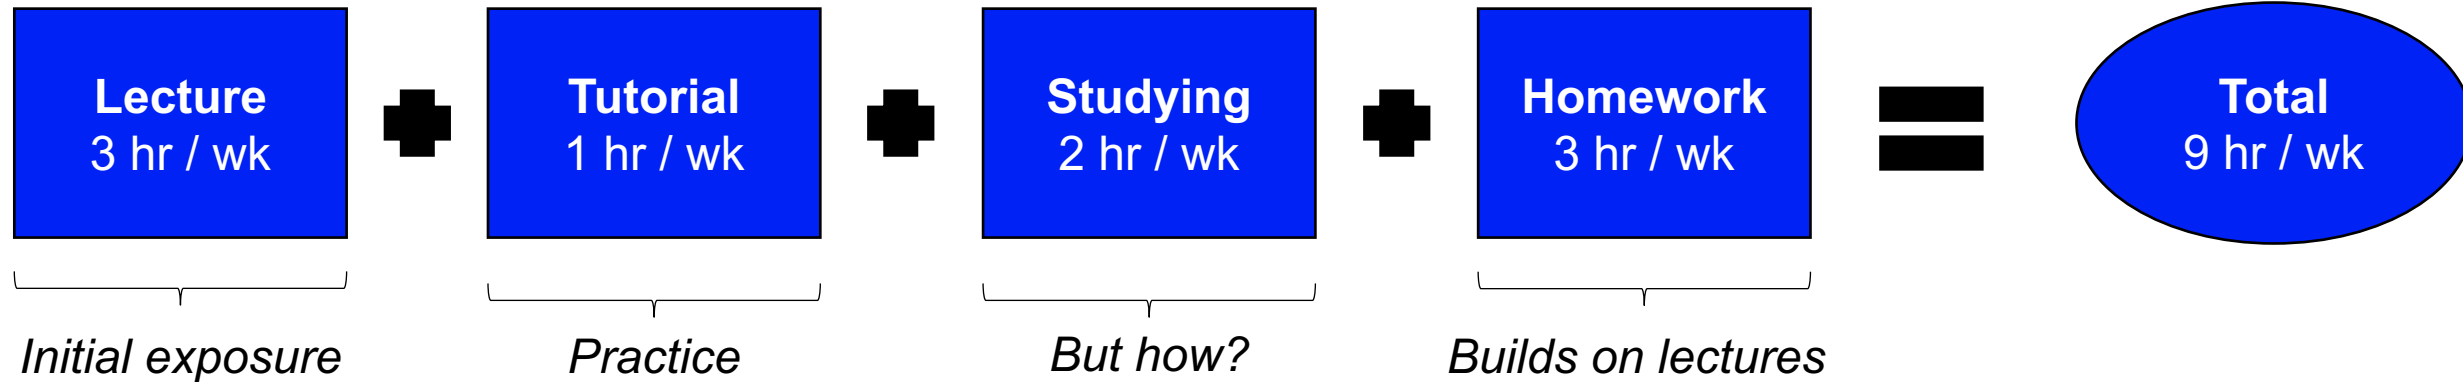 Lecture
3 hr / wk
Tutorial
1 hr / wk
Studying
2 hr / wk
Homework
3 hr / wk
Total
9 hr / wk
Initial exposure
Practice
But how?
Builds on lectures